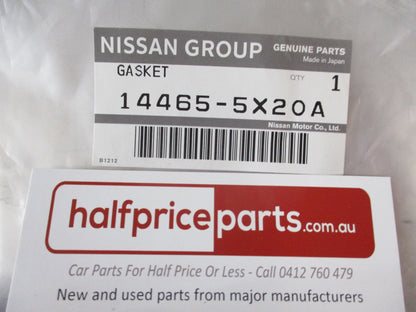 NISSAN GROUP GENUINE PARTS
Made in Japan
GASKET QTY 1
14465-5X20A
Nissan Motor Co., Ltd.
B1212
halfpriceparts.com.au
Car Parts For Half Price Or Less - Call 0412 760 479
New and used parts from major manufacturers